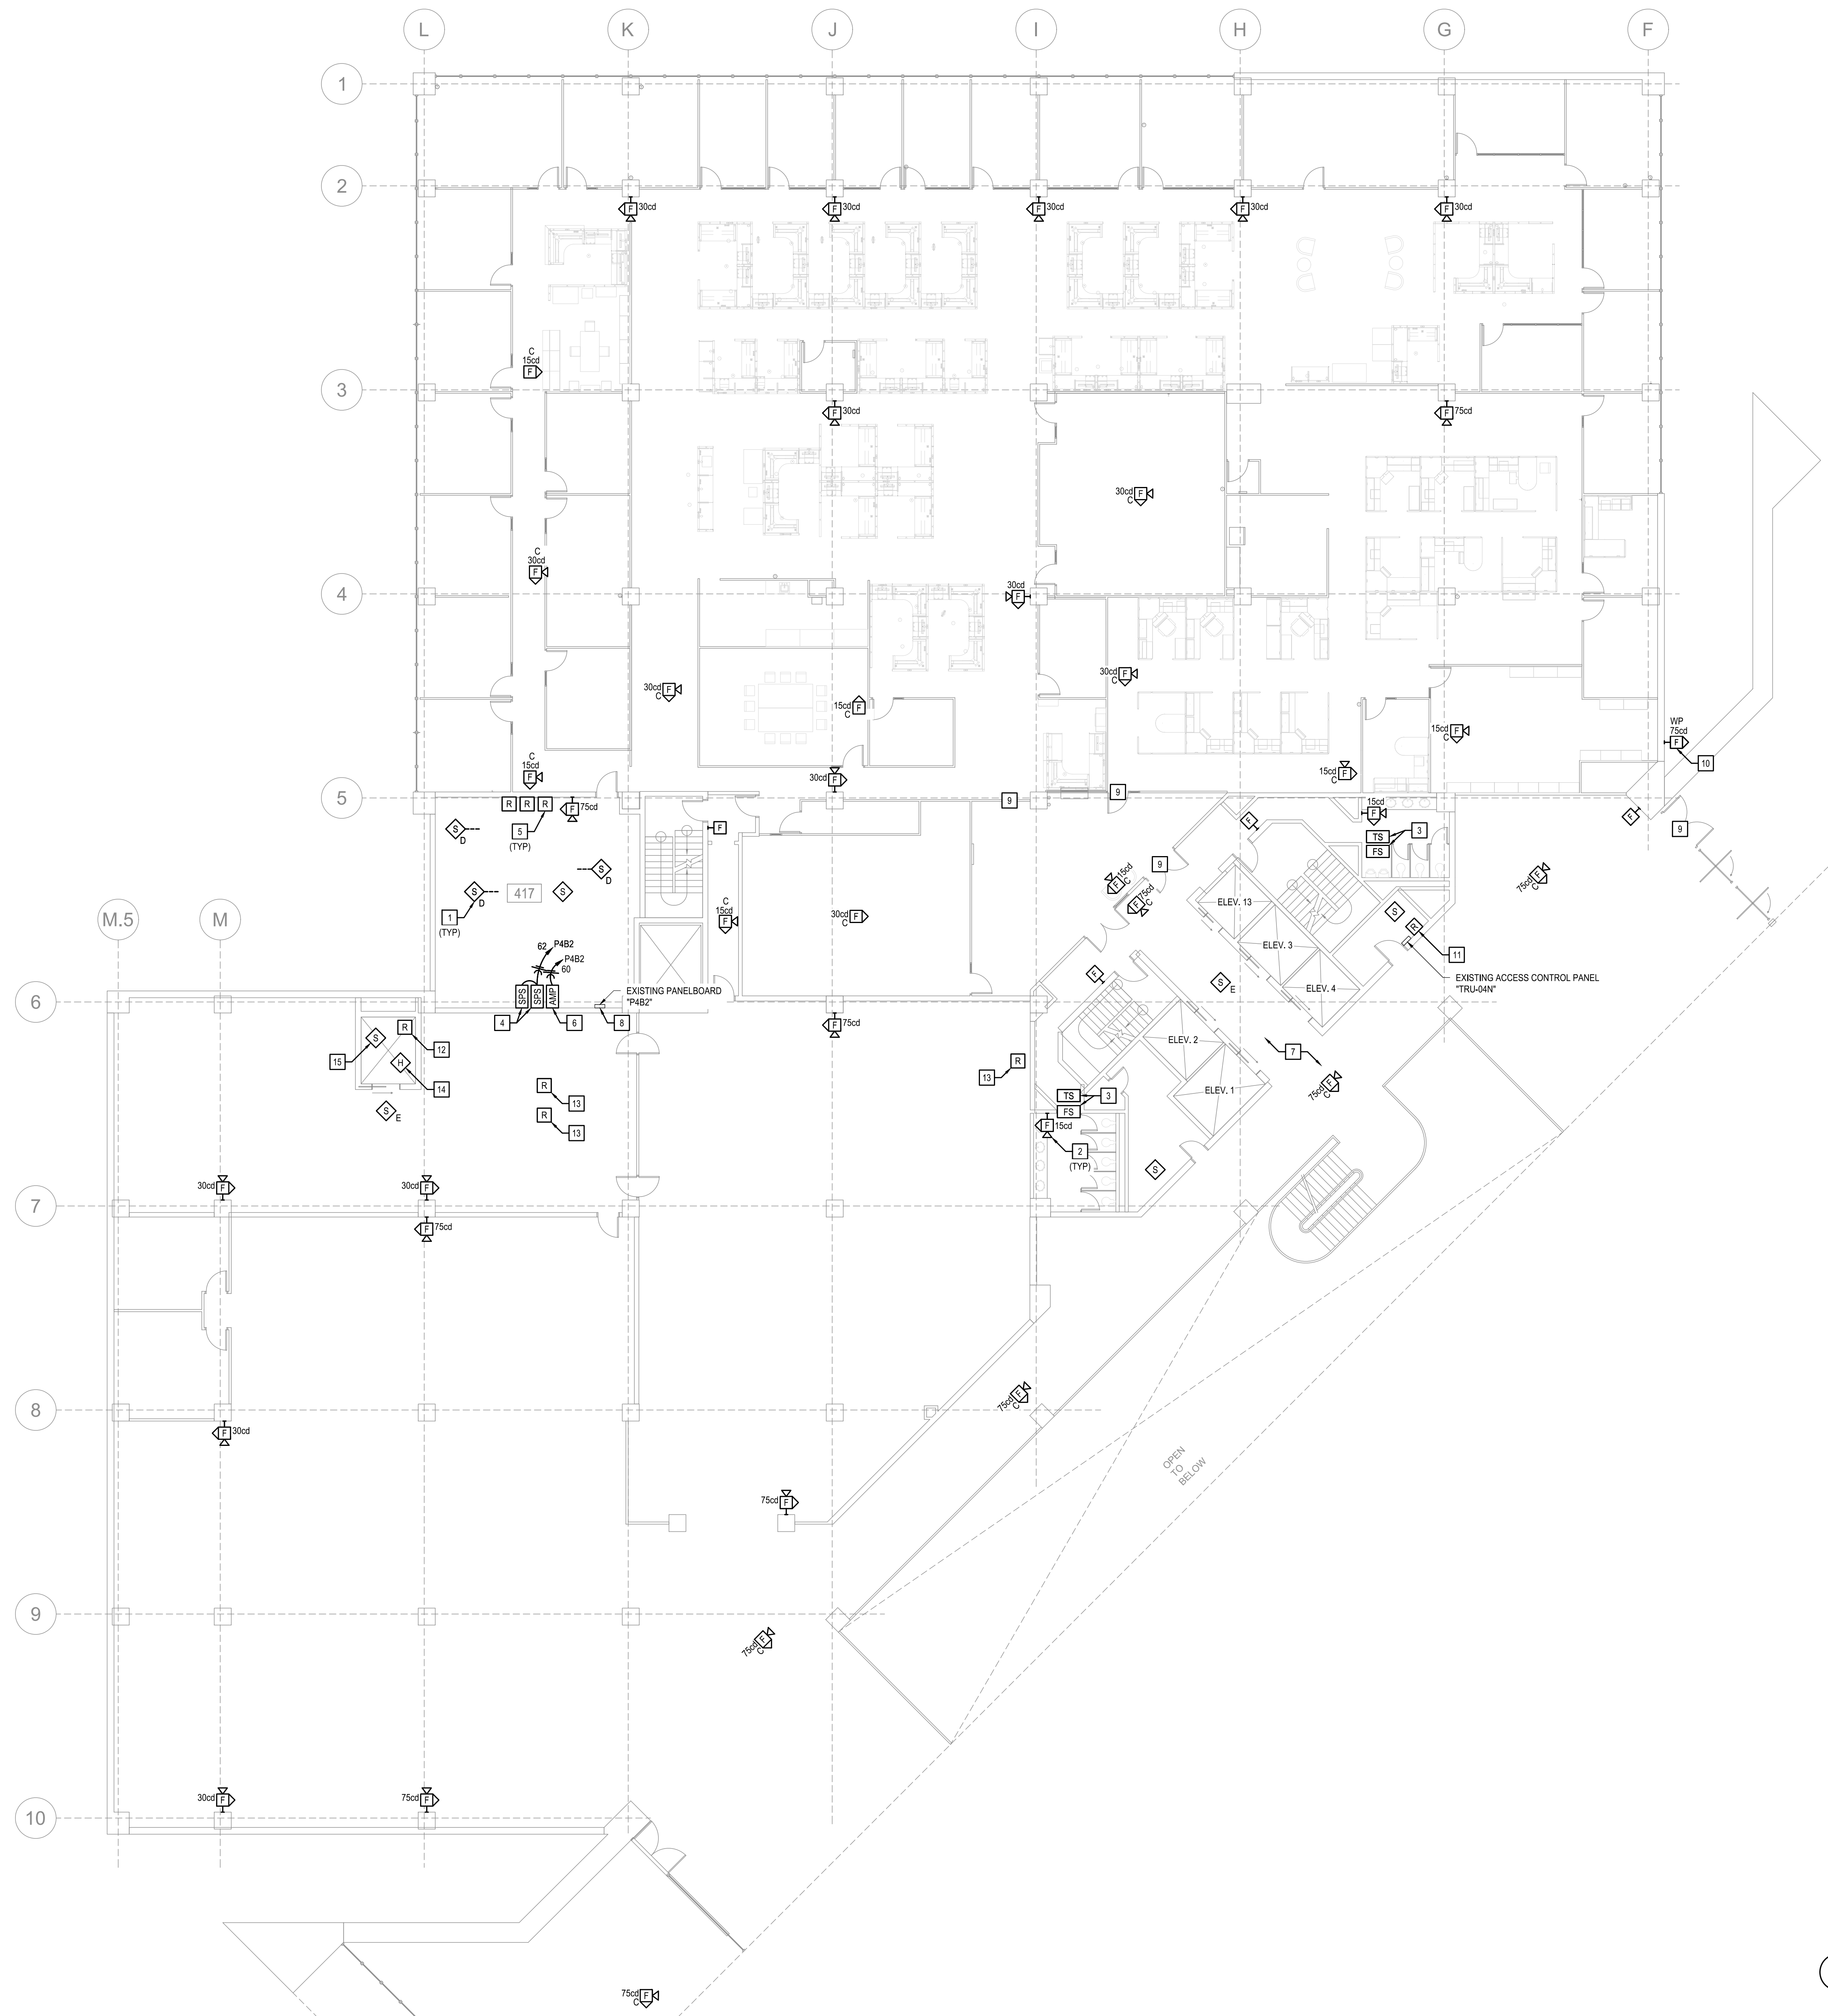 L K J I H G F
1
2
30cd F
30cd F
30cd F
30cd F
30cd F
C
15cd
F
3
F 30cd
F 75cd
30cd F
C
C
30cd
F
4
30cd
F
30cd F
C
30cd F
C
15cd
C F
15cd F
C
WP
75cd
F
10
C
15cd
F
30cd F
15cd F
C
5
R R R
F 75cd
9
9
15cd
F
F
F
F
9
5
(TYP)
S
D
TS
FS
3
S
D
S
D
417
S
1
(TYP)
9
15cd
C
F
75cd
C
F
75cd
C
F
ELEV. 13
S
R
11
M.5 M
C
15cd
F
30cd F
C
ELEV. 3
62 P4B2
P4B2
60
F
S
E
EXISTING ACCESS CONTROL PANEL
"TRU-04N"
ELEV. 4
SPS SPS AMP
EXISTING PANELBOARD
"P4B2"
6
4 6 8
F 75cd
R
12
15
S
H
14
ELEV. 2
7
R
13
75cd
C
F
ELEV. 1
R
13
TS
FS
3
S
E
R
13
F 15cd
2
(TYP)
S
30cd F
30cd F
7
F 75cd
75cd
C
F
8
F 30cd
OPEN
TO
BELOW
75cd F
9
75cd
C
F
30cd F
75cd F
10
75cd F
C